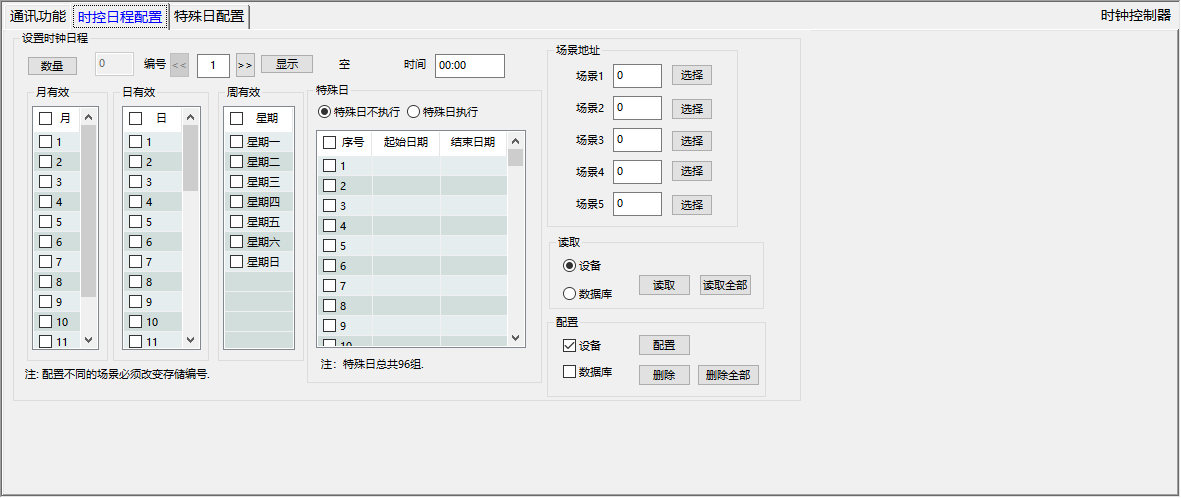 通讯功能 时控日程配置 特殊日配置 时钟控制器
设置时钟日程
数量 0 编号 << 1 >> 显示 空 时间 00:00
月有效
月
1
2
3
4
5
6
7
8
9
10
11
日有效
日
1
2
3
4
5
6
7
8
9
10
11
周有效
星期
星期一
星期二
星期三
星期四
星期五
星期六
星期日
特殊日
特殊日不执行 特殊日执行
序号 起始日期 结束日期
1
2
3
4
5
6
7
8
9
10
注：特殊日总共96组.
注: 配置不同的场景必须改变存储编号.
场景地址
场景1 0 选择
场景2 0 选择
场景3 0 选择
场景4 0 选择
场景5 0 选择
读取
设备
数据库 读取 读取全部
配置
设备 配置
数据库 删除 删除全部